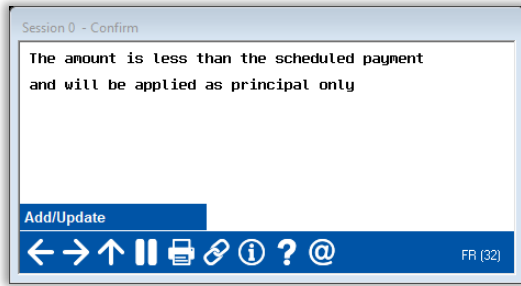 Session 0 - Confirm
The amount is less than the scheduled payment
and will be applied as principal only
Add/Update
? @ FR (32)